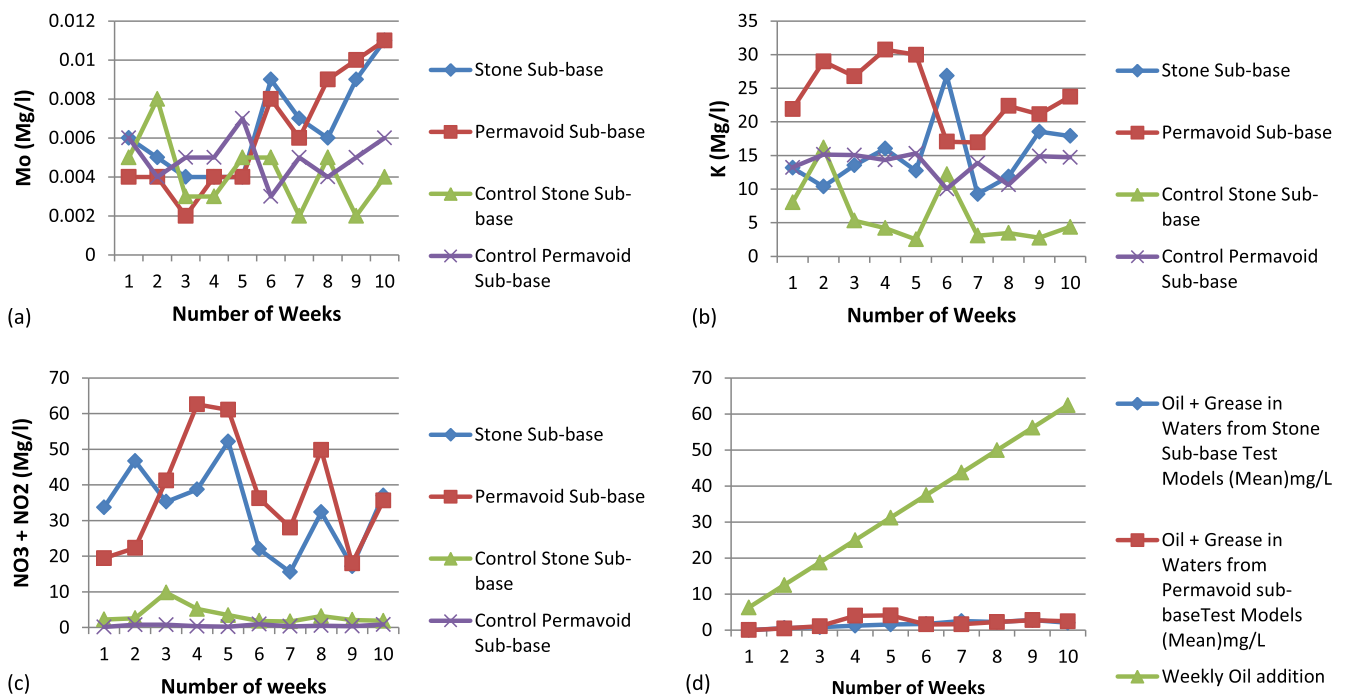 0.012
0.01
0.008
0.006
0.004
0.002
0
Mo (Mg/l)
1 2 3 4 5 6 7 8 9 10
Number of Weeks
(a)
Stone Sub-base
Permavoid Sub-base
Control Stone Sub-
base
Control Permavoid
Sub-base
35
30
25
20
15
10
5
0
K (Mg/l)
1 2 3 4 5 6 7 8 9 10
Number of Weeks
(b)
Stone Sub-base
Permavoid Sub-base
Control Stone Sub-
base
Control Permavoid
Sub-base
70
60
50
40
30
20
10
0
NO3 + NO2 (Mg/l)
1 2 3 4 5 6 7 8 9 10
Number of weeks
(c)
Stone Sub-base
Permavoid Sub-base
Control Stone Sub-
base
Control Permavoid
Sub-base
70
60
50
40
30
20
10
0
1 2 3 4 5 6 7 8 9 10
Number of Weeks
(d)
Oil + Grease in
Waters from Stone
Sub-base Test
Models (Mean)mg/L
Oil + Grease in
Waters from
Permavoid sub-
baseTest Models
(Mean)mg/L
Weekly Oil addition